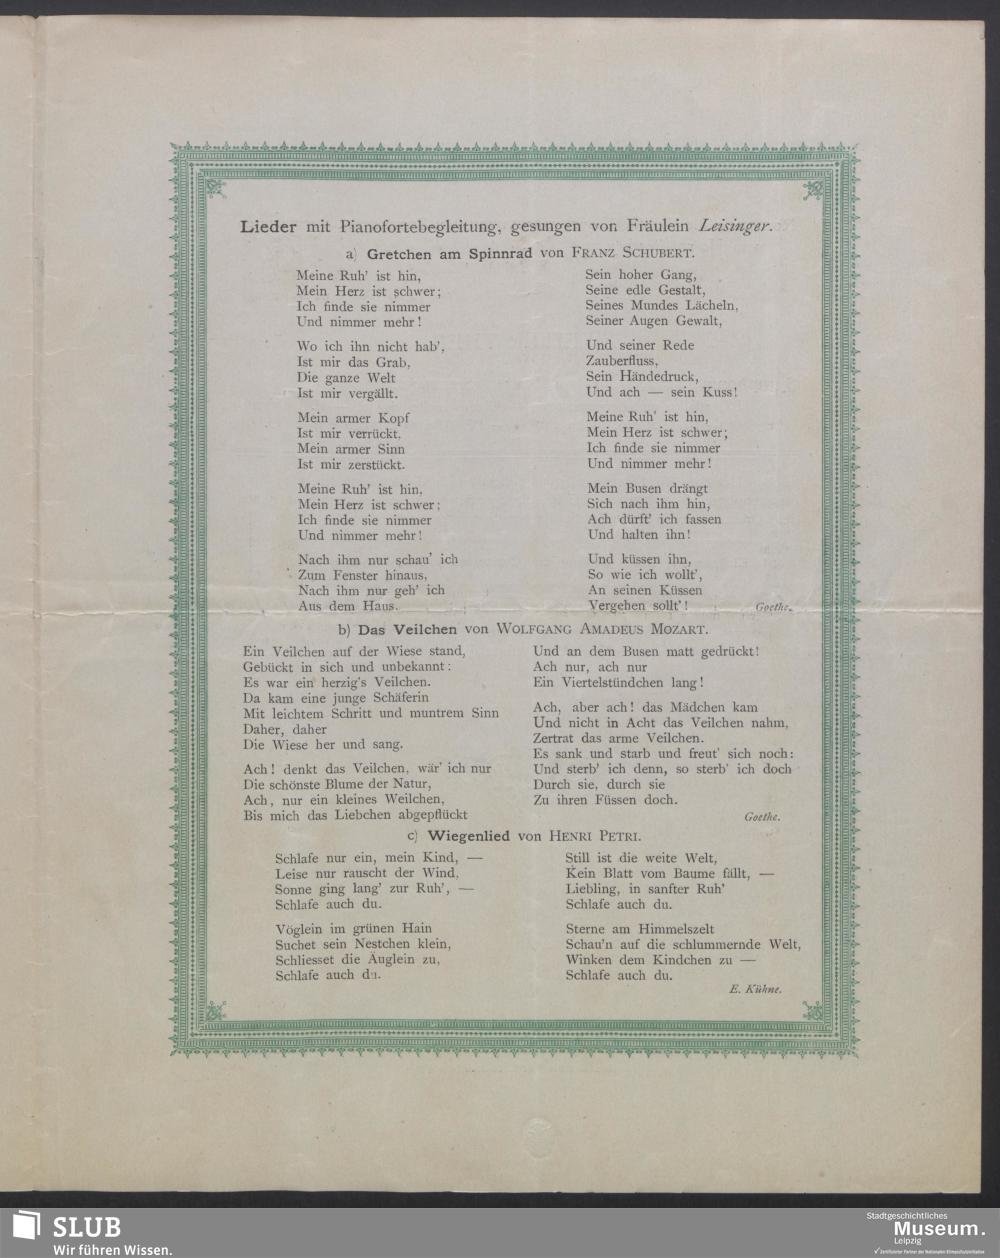 Lieder mit Pianofortebegleitung, gesungen von Fräulein Leisinger.
a) Gretchen am Spinnrad von FRANZ SCHUBERT.
Meine Ruh' ist hin,
Mein Herz ist schwer;
Ich finde sie nimmer
Und nimmer mehr!
Wo ich ihn nicht hab',
Ist mir das Grab,
Die ganze Welt
Ist mir vergällt.
Mein armer Kopf
Ist mir verrückt,
Mein armer Sinn
Ist mir zerstückt.
Meine Ruh' ist hin,
Mein Herz ist schwer;
Ich finde sie nimmer
Und nimmer mehr!
Nach ihm nur schau' ich
Zum Fenster hinaus,
Nach ihm nur geh' ich
Aus dem Haus.
Sein hoher Gang,
Seine edle Gestalt,
Seines Mundes Lächeln,
Seiner Augen Gewalt,
Und seiner Rede
Zauberfluss,
Sein Händedruck,
Und ach — sein Kuss!
Meine Ruh' ist hin,
Mein Herz ist schwer;
Ich finde sie nimmer
Und nimmer mehr!
Mein Busen drängt
Sich nach ihm hin,
Ach dürft' ich fassen
Und halten ihn!
Und küssen ihn,
So wie ich wollt',
An seinen Küssen
Vergehen sollt'!
Goethe.
b) Das Veilchen von WOLFGANG AMADEUS MOZART.
Ein Veilchen auf der Wiese stand,
Gebückt in sich und unbekannt:
Es war ein herzig's Veilchen.
Da kam eine junge Schäferin
Mit leichtem Schritt und muntrem Sinn
Daher, daher
Die Wiese her und sang.
Ach! denkt das Veilchen, wär' ich nur
Die schönste Blume der Natur,
Ach, nur ein kleines Weilchen,
Bis mich das Liebchen abgepflückt
Und an dem Busen matt gedrückt!
Ach nur, ach nur
Ein Viertelstündchen lang!
Ach, aber ach! das Mädchen kam
Und nicht in Acht das Veilchen nahm,
Zertrat das arme Veilchen.
Es sank und starb und freut' sich noch:
Und sterb' ich denn, so sterb' ich doch
Durch sie, durch sie
Zu ihren Füssen doch.
Goethe.
c) Wiegenlied von HENRI PETRI.
Schlafe nur ein, mein Kind, —
Leise nur rauscht der Wind,
Sonne ging lang' zur Ruh', —
Schlafe auch du.
Vöglein im grünen Hain
Suchet sein Nestchen klein,
Schliesset die Äuglein zu,
Schlafe auch du.
Still ist die weite Welt,
Kein Blatt vom Baume fällt, —
Liebling, in sanfter Ruh'
Schlafe auch du.
Sterne am Himmelszelt
Schau'n auf die schlummernde Welt,
Winken dem Kindchen zu —
Schlafe auch du.
E. Kühne.
SLUB
Wir führen Wissen.
Stadtgeschichtliches
Museum.
Leipzig
Zertifizierter Partner der Nationalen Klimaschutzinitiative